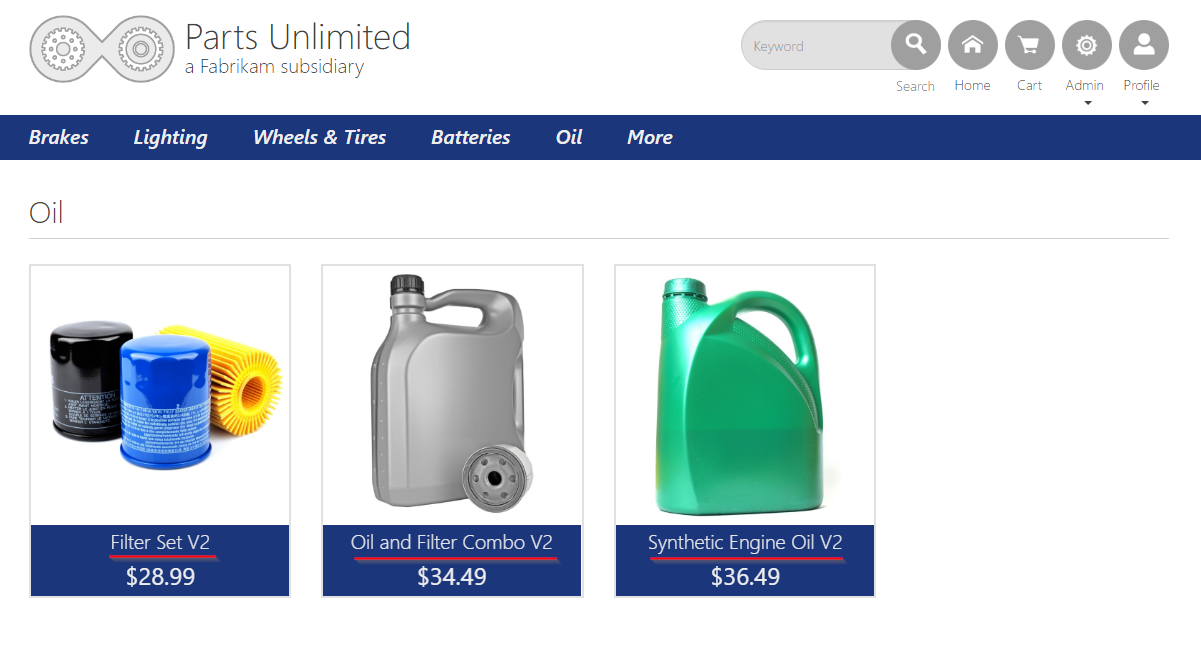 Parts Unlimited
a Fabrikam subsidiary
Keyword
Search
Home
Cart
Admin
Profile
Brakes
Lighting
Wheels & Tires
Batteries
Oil
More
Oil
ATTENTION
Filter Set V2
$28.99
Oil and Filter Combo V2
$34.49
Synthetic Engine Oil V2
$36.49